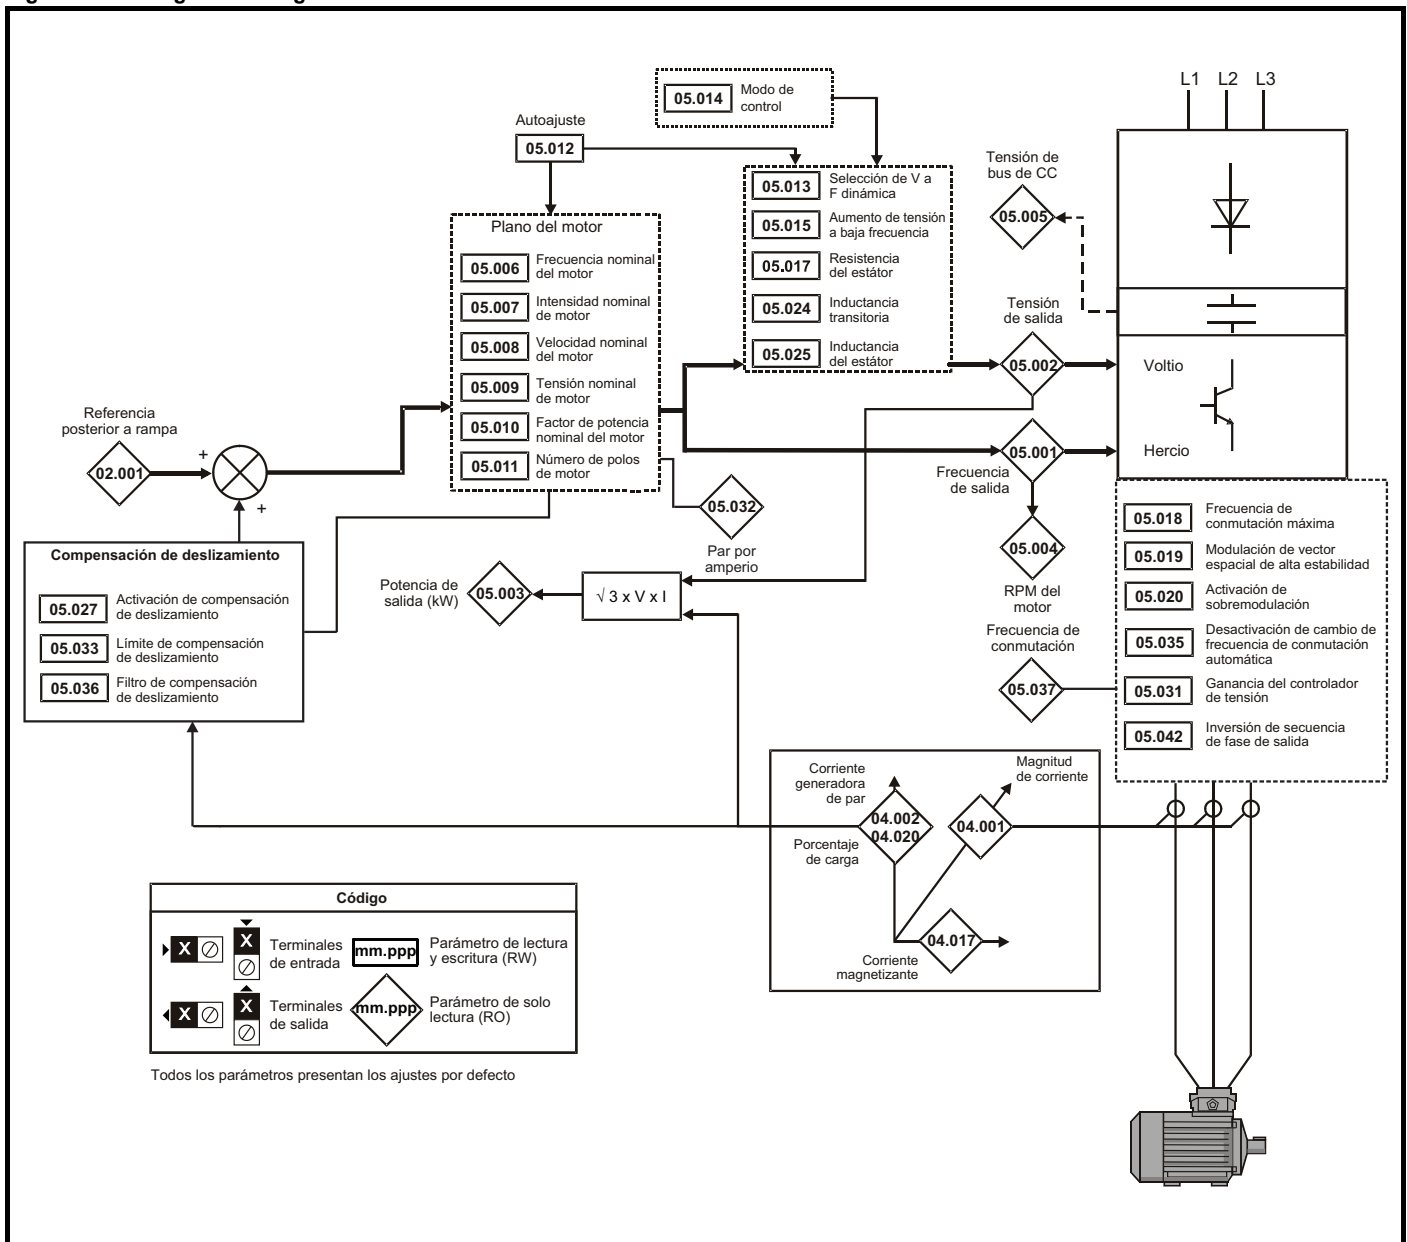 L1 L2 L3
05.014
Modo de
control
Autoajuste
05.012
Tensión de
bus de CC
05.005
05.013
Selección de V a
F dinámica
05.015
Aumento de tensión
a baja frecuencia
05.017
Resistencia
del estátor
05.024
Inductancia
transitoria
05.025
Inductancia
del estátor
Plano del motor
05.006
Frecuencia nominal
del motor
05.007
Intensidad nominal
de motor
05.008
Velocidad nominal
del motor
05.009
Tensión nominal
de motor
05.010
Factor de potencia
nominal del motor
05.011
Número de polos
de motor
Tensión
de salida
05.002
Voltio
Hercio
Referencia
posterior a rampa
02.001
+
+
05.001
Frecuencia
de salida
05.032
Par por
amperio
05.004
RPM del
motor
Compensación de deslizamiento
05.027
Activación de compensación
de deslizamiento
05.033
Límite de compensación
de deslizamiento
05.036
Filtro de compensación
de deslizamiento
Potencia de
salida (kW)
05.003
√ 3 x V x I
Frecuencia de
conmutación
05.037
05.018
Frecuencia de
conmutación máxima
05.019
Modulación de vector
espacial de alta estabilidad
05.020
Activación de
sobremodulación
05.035
Desactivación de cambio de
frecuencia de conmutación
automática
05.031
Ganancia del controlador
de tensión
05.042
Inversión de secuencia
de fase de salida
Corriente
generadora
de par
Magnitud
de corriente
04.002
04.020
04.001
Porcentaje
de carga
04.017
Corriente
magnetizante
Código
X
X
Terminales
de entrada
mm.ppp
Parámetro de lectura
y escritura (RW)
X
X
Terminales
de salida
mm.ppp
Parámetro de solo
lectura (RO)
Todos los parámetros presentan los ajustes por defecto